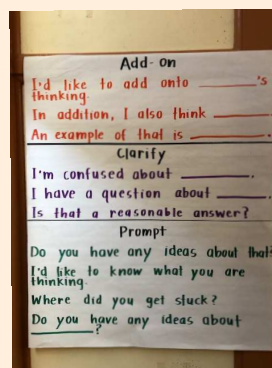 Add-on
I'd like to add onto ______'s
thinking.
In addition, I also think ______.
An example of that is ______.
Clarify
I'm confused about ______.
I have a question about ______.
Is that a reasonable answer?
Prompt
Do you have any ideas about that?
I'd like to know what you are
thinking.
Where did you get stuck?
Do you have any ideas about
______?